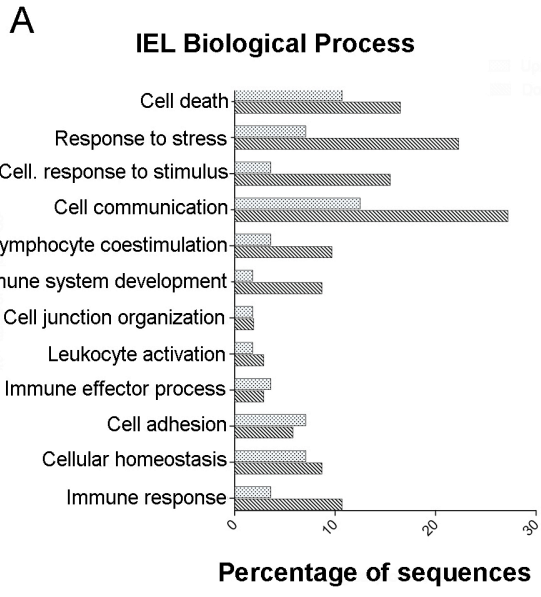 A
IEL Biological Process
Cell death
Response to stress
Cell. response to stimulus
Cell communication
ymphocyte coestimulation
nune system development
Cell junction organization
Leukocyte activation
Immune effector process
Cell adhesion
Cellular homeostasis
Immune response
0 10 20 30
Percentage of sequences